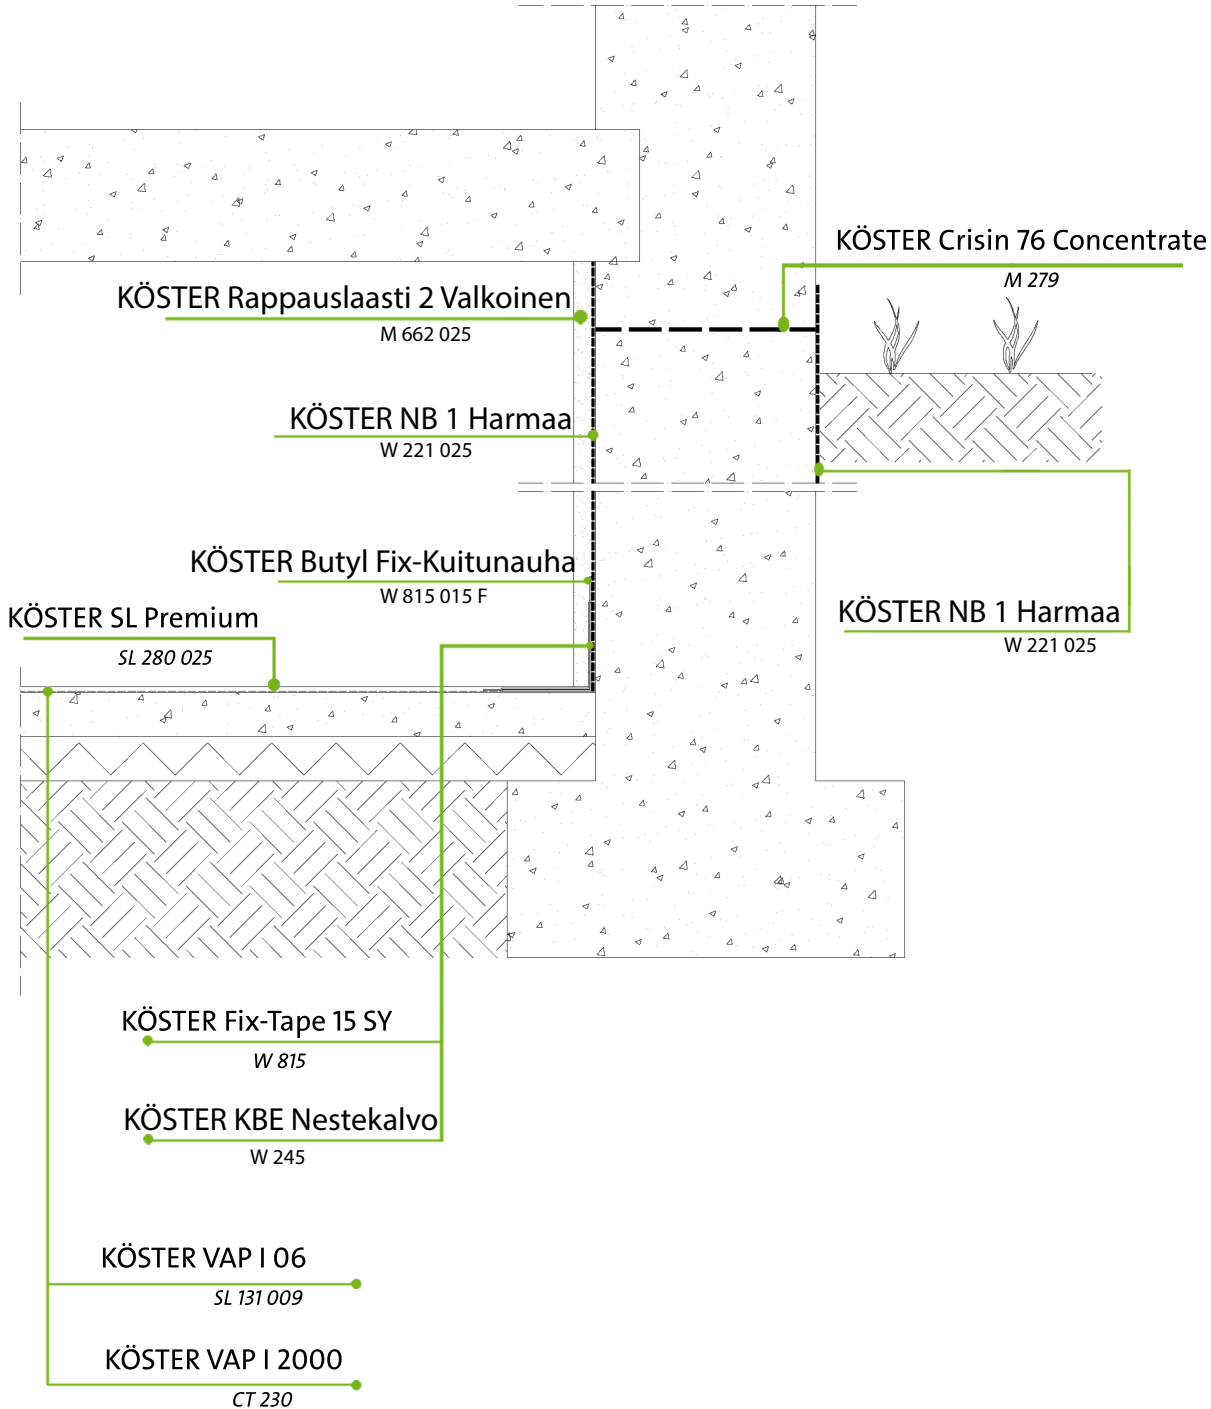 KÖSTER Crisin 76 Concentrate
M 279
KÖSTER Rappauslaasti 2 Valkoinen
M 662 025
KÖSTER NB 1 Harmaa
W 221 025
KÖSTER Butyl Fix-Kuitunauha
W 815 015 F
KÖSTER SL Premium
SL 280 025
KÖSTER NB 1 Harmaa
W 221 025
KÖSTER Fix-Tape 15 SY
W 815
KÖSTER KBE Nestekalvo
W 245
KÖSTER VAP I 06
SL 131 009
KÖSTER VAP I 2000
CT 230